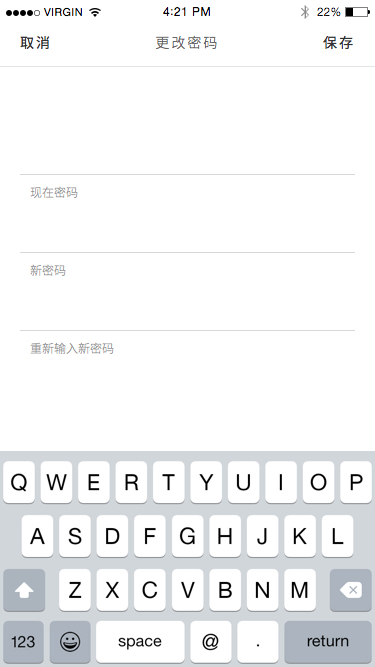 VIRGIN 4:21 PM 22%
取消 更改密码 保存
现在密码
新密码
重新输入新密码
Q W E R T Y U I O P
A S D F G H J K L
Z X C V B N M
123 space @ . return